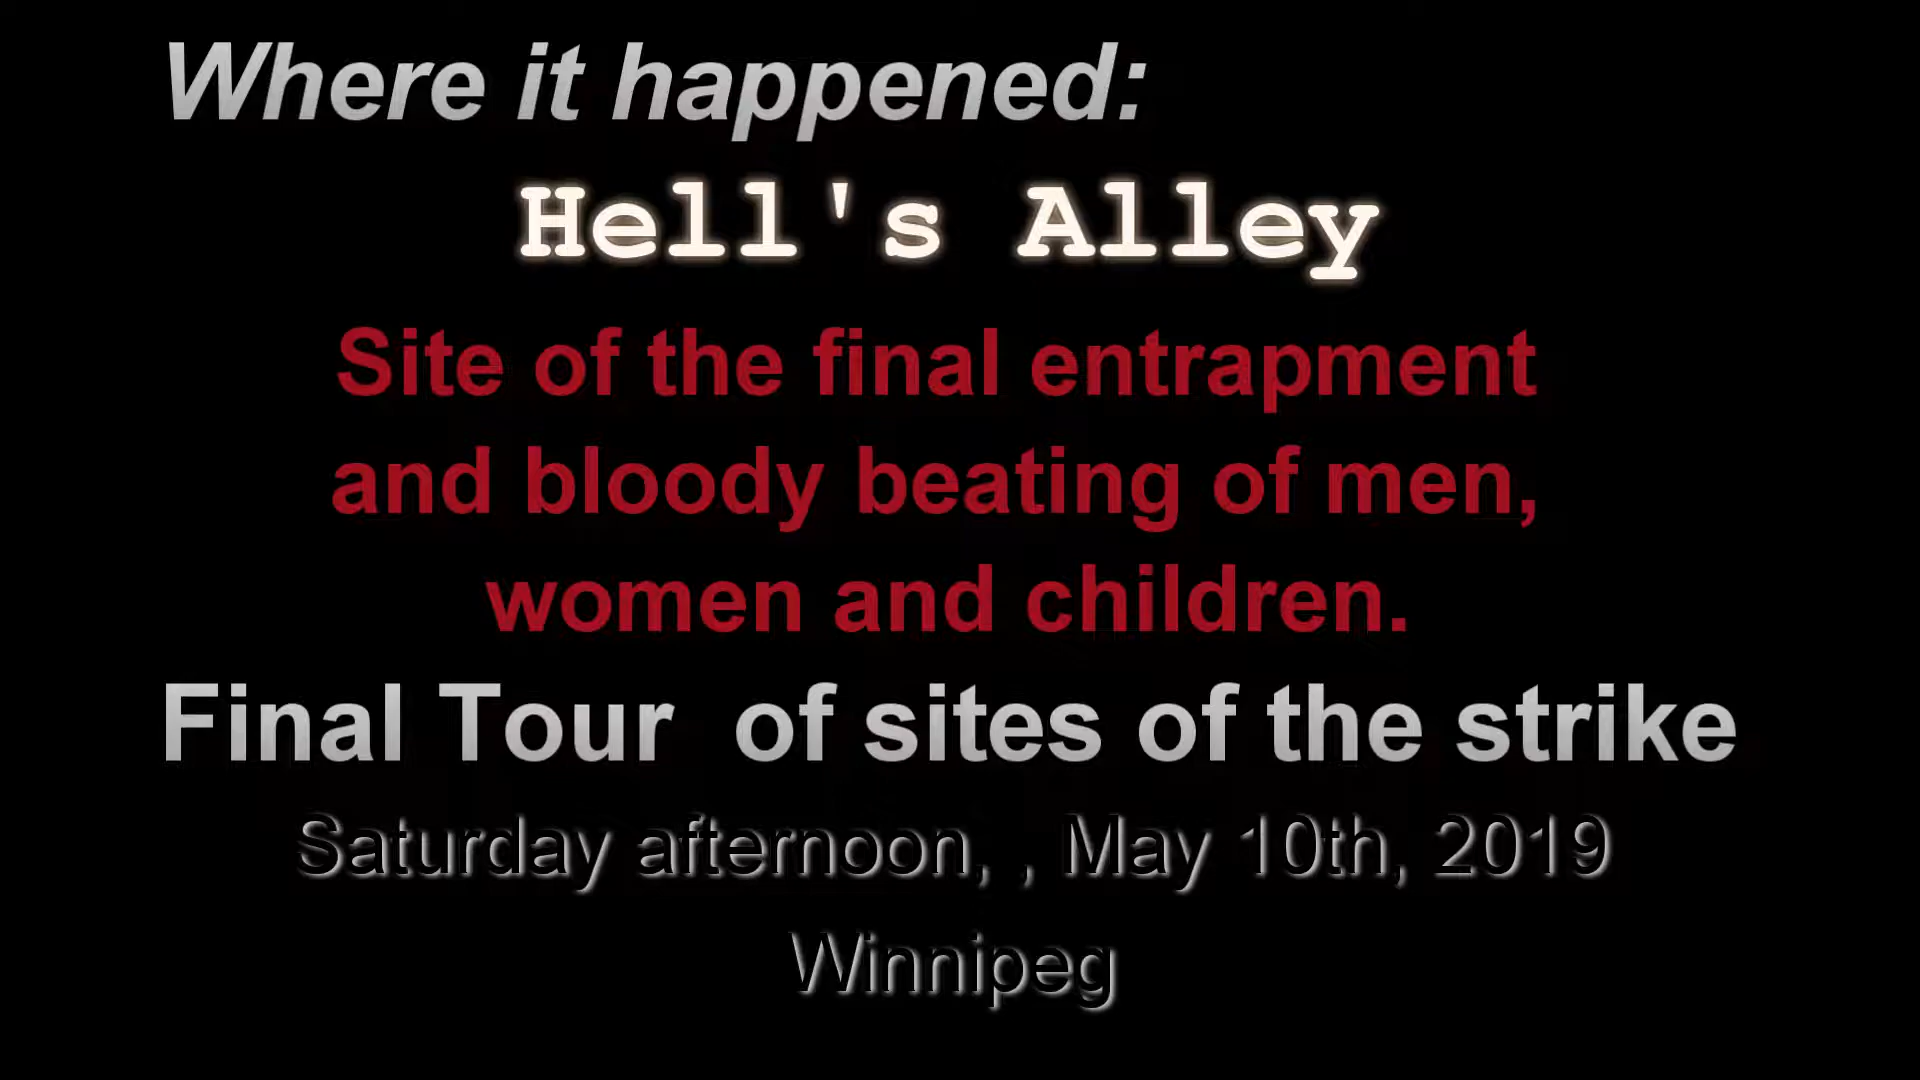 Where it happened:
Hell's Alley
Site of the final entrapment
and bloody beating of men,
women and children.
Final Tour  of sites of the strike
Saturday afternoon, , May 10th, 2019
Winnipeg